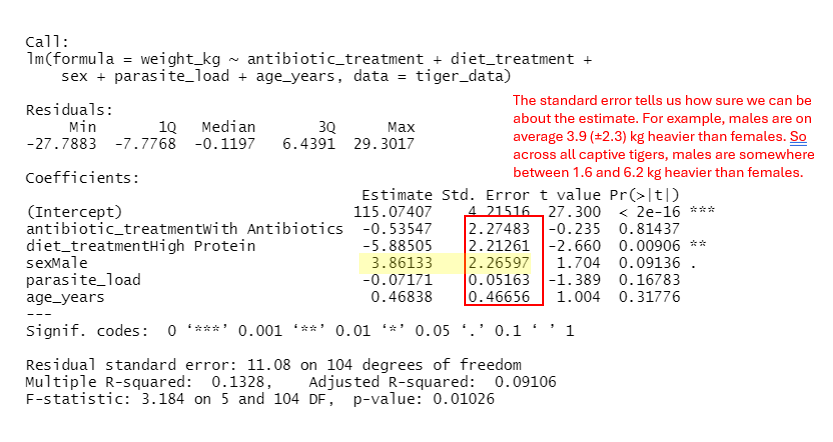 Call:
lm(formula = weight_kg ~ antibiotic_treatment + diet_treatment +
    sex + parasite_load + age_years, data = tiger_data)
Residuals:
     Min       1Q   Median       3Q      Max
-27.7883  -7.7768  -0.1197   6.4391  29.3017
The standard error tells us how sure we can be
about the estimate. For example, males are on
average 3.9 (±2.3) kg heavier than females. So
across all captive tigers, males are somewhere
between 1.6 and 6.2 kg heavier than females.
Coefficients:
                                      Estimate Std. Error t value Pr(>|t|)
(Intercept)                          115.07407    4.21516  27.300  < 2e-16 ***
antibiotic_treatmentWith Antibiotics  -0.53547    2.27483  -0.235  0.81437
diet_treatmentHigh Protein            -5.88505    2.21261  -2.660  0.00906 **
sexMale                                3.86133    2.26597   1.704  0.09136 .
parasite_load                         -0.07171    0.05163  -1.389  0.16783
age_years                              0.46838    0.46656   1.004  0.31776
---
Signif. codes:  0 ‘***’ 0.001 ‘**’ 0.01 ‘*’ 0.05 ‘.’ 0.1 ‘ ’ 1
Residual standard error: 11.08 on 104 degrees of freedom
Multiple R-squared:  0.1328,    Adjusted R-squared:  0.09106
F-statistic: 3.184 on 5 and 104 DF,  p-value: 0.01026